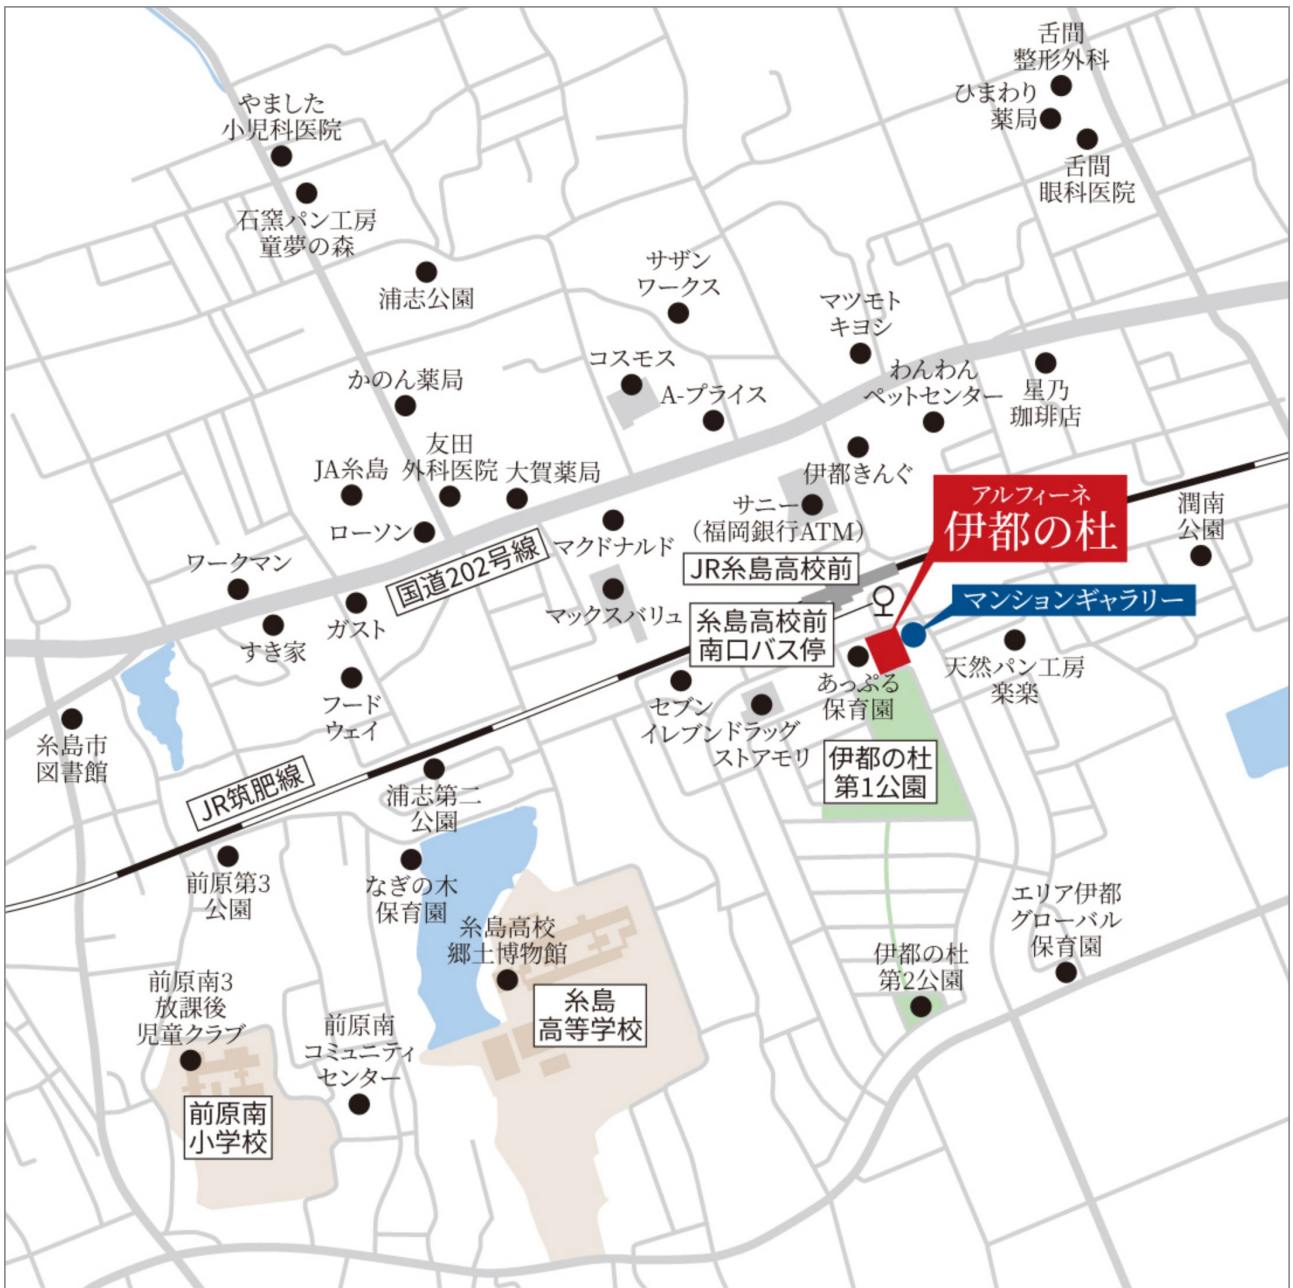 舌間
整形外科
ひまわり
薬局
舌間
眼科医院
やました
小児科医院
石窯パン工房
童夢の森
浦志公園
サザン
ワークス
マツモト
キヨシ
コスモス
A-プライス
わんわん
ペットセンター
星乃
珈琲店
かのん薬局
友田
外科医院
大賀薬局
JA糸島
ローソン
伊都きんぐ
サニー
(福岡銀行ATM)
アルフィーネ
伊都の杜
潤南
公園
国道202号線
マクドナルド
JR糸島高校前
ワークマン
すき家
ガスト
マックスバリュ
糸島高校前
南口バス停
マンションギャラリー
フード
ウェイ
セブン
イレブン
ドラッグ
ストアモリ
あっぷる
保育園
天然パン工房
楽楽
糸島市
図書館
伊都の杜
第1公園
JR筑肥線
浦志第二
公園
前原第3
公園
なぎの木
保育園
糸島高校
郷土博物館
エリア伊都
グローバル
保育園
伊都の杜
第2公園
前原南3
放課後
児童クラブ
前原南
コミュニティ
センター
糸島
高等学校
前原南
小学校